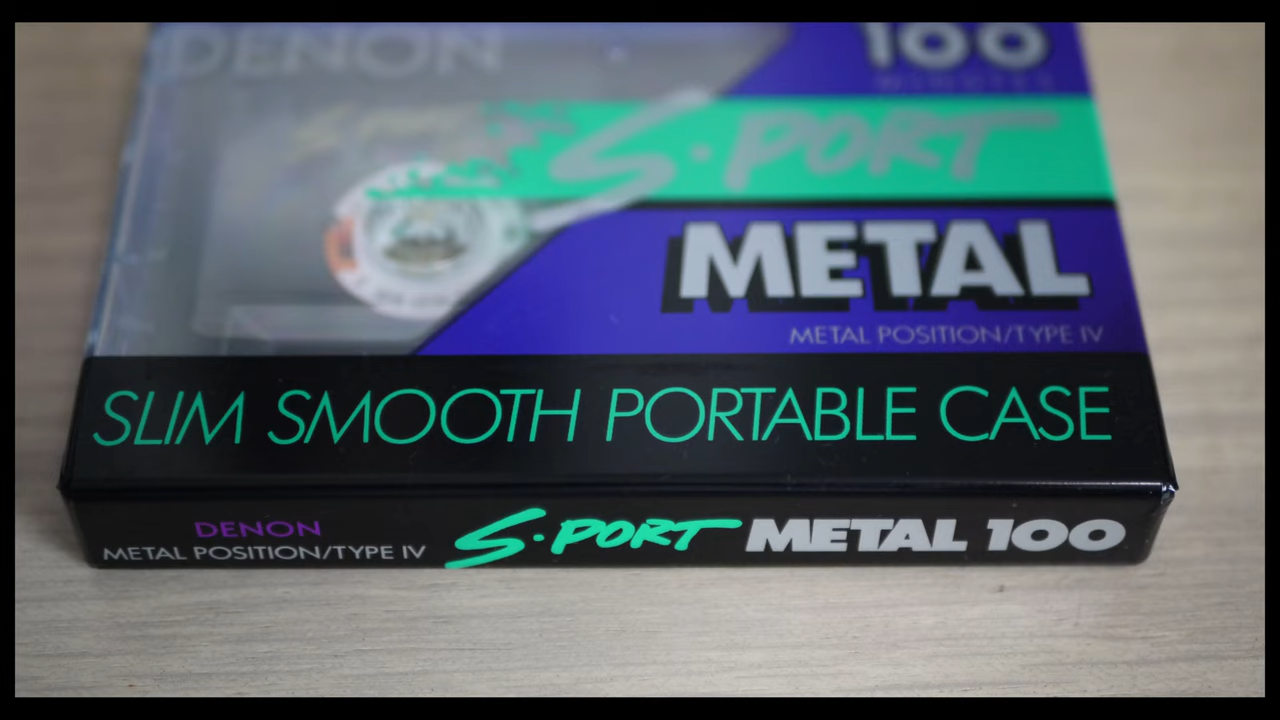 DENON
100
MINUTES
S·PORT
METAL
METAL POSITION/TYPE IV
SLIM SMOOTH PORTABLE CASE
DENON
METAL POSITION/TYPE IV
S·PORT METAL 100